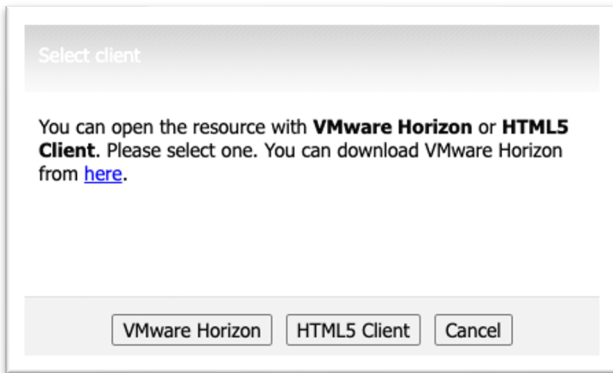 Select client
You can open the resource with VMware Horizon or HTML5
Client. Please select one. You can download VMware Horizon
from here.
VMware Horizon HTML5 Client Cancel